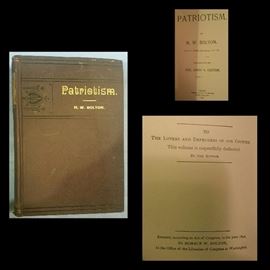 Patriotism.
H. W. BOLTON.
PATRIOTISM.
BY
H. W. BOLTON.
TO
THE LOVERS AND DEFENDERS OF OUR
This volume is respectfully dedicated
BY THE AUTHOR
Entered, according to Act of Congress, in the year
BY HORACE W. BOLTON,
In the Office of the Librarian of Congress at Washington.